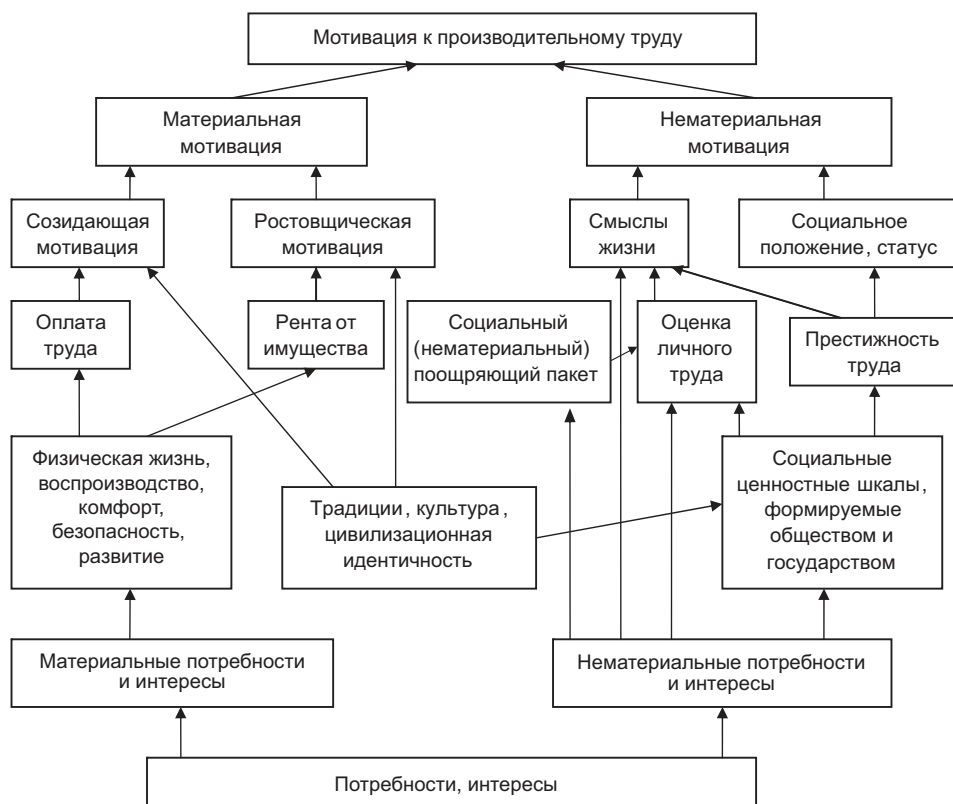 Мотивация к производительному труду
Материальная
мотивация
Нематериальная
мотивация
Созидающая
мотивация
Ростовщическая
мотивация
Смыслы
жизни
Социальное
положение, статус
Оплата
труда
Рента от
имущества
Социальный
(нематериальный)
поощряющий пакет
Оценка
личного
труда
Престижность
труда
Физическая жизнь,
воспроизводство,
комфорт,
безопасность,
развитие
Традиции, культура,
цивилизационная
идентичность
Социальные
ценностные шкалы,
формируемые
обществом и
государством
Материальные потребности
и интересы
Нематериальные потребности
и интересы
Потребности, интересы